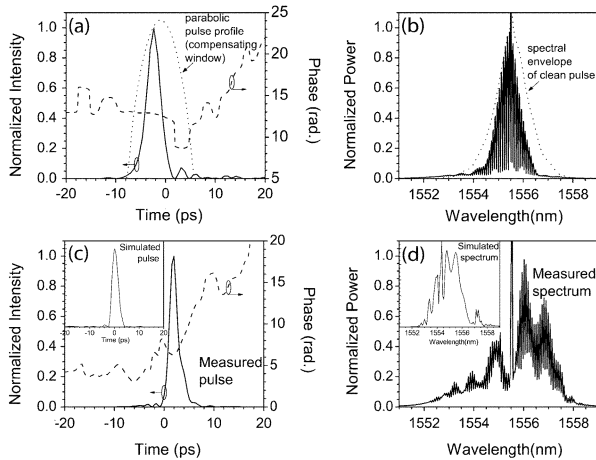 (a)
parabolic
pulse profile
(compensating
window)
Normalized Intensity
1.0
0.8
0.6
0.4
0.2
0.0
-20 -10 0 10 20
Time (ps)
25
20
15
10
5
Phase (rad.)
(b)
spectral
envelope
of clean pulse
Normalized Power
1.0
0.8
0.6
0.4
0.2
0.0
1552 1554 1556 1558
Wavelength(nm)
(c)
Simulated
pulse
-20 -10 0 10 20
Time (ps)
Measured
pulse
Normalized Intensity
1.0
0.8
0.6
0.4
0.2
0.0
-20 -10 0 10 20
Time (ps)
20
15
10
5
0
Phase (rad.)
(d)
Simulated
spectrum
1552 1554 1556 1558
Wavelength(nm)
Measured
spectrum
Normalized Power
1.0
0.8
0.6
0.4
0.2
0.0
1552 1554 1556 1558
Wavelength(nm)